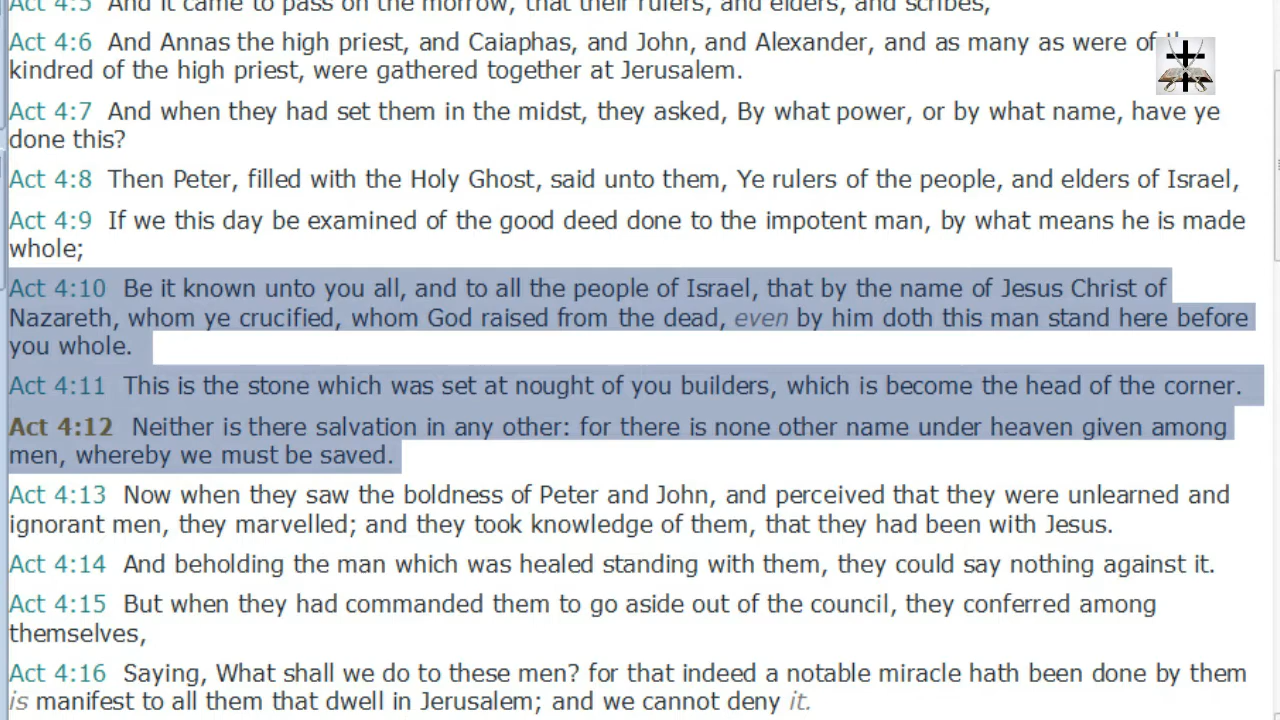 Act 4:5 And it came to pass on the morrow, that their rulers, and elders, and scribes,
Act 4:6 And Annas the high priest, and Caiaphas, and John, and Alexander, and as many as were of the
kindred of the high priest, were gathered together at Jerusalem.
Act 4:7 And when they had set them in the midst, they asked, By what power, or by what name, have ye
done this?
Act 4:8 Then Peter, filled with the Holy Ghost, said unto them, Ye rulers of the people, and elders of Israel,
Act 4:9 If we this day be examined of the good deed done to the impotent man, by what means he is made
whole;
Act 4:10 Be it known unto you all, and to all the people of Israel, that by the name of Jesus Christ of
Nazareth, whom ye crucified, whom God raised from the dead, even by him doth this man stand here before
you whole.
Act 4:11 This is the stone which was set at nought of you builders, which is become the head of the corner.
Act 4:12 Neither is there salvation in any other: for there is none other name under heaven given among
men, whereby we must be saved.
Act 4:13 Now when they saw the boldness of Peter and John, and perceived that they were unlearned and
ignorant men, they marvelled; and they took knowledge of them, that they had been with Jesus.
Act 4:14 And beholding the man which was healed standing with them, they could say nothing against it.
Act 4:15 But when they had commanded them to go aside out of the council, they conferred among
themselves,
Act 4:16 Saying, What shall we do to these men? for that indeed a notable miracle hath been done by them
is manifest to all them that dwell in Jerusalem; and we cannot deny it.